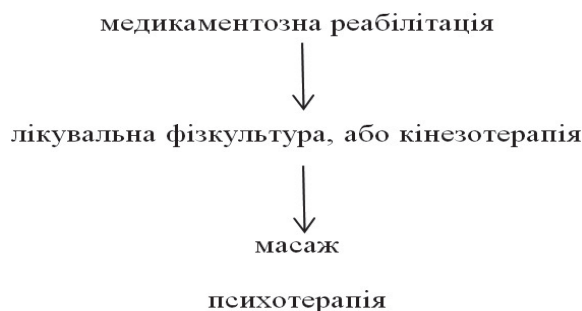 медикаментозна реабілітація
лікувальна фізкультура, або кінезотерапія
масаж
психотерапія